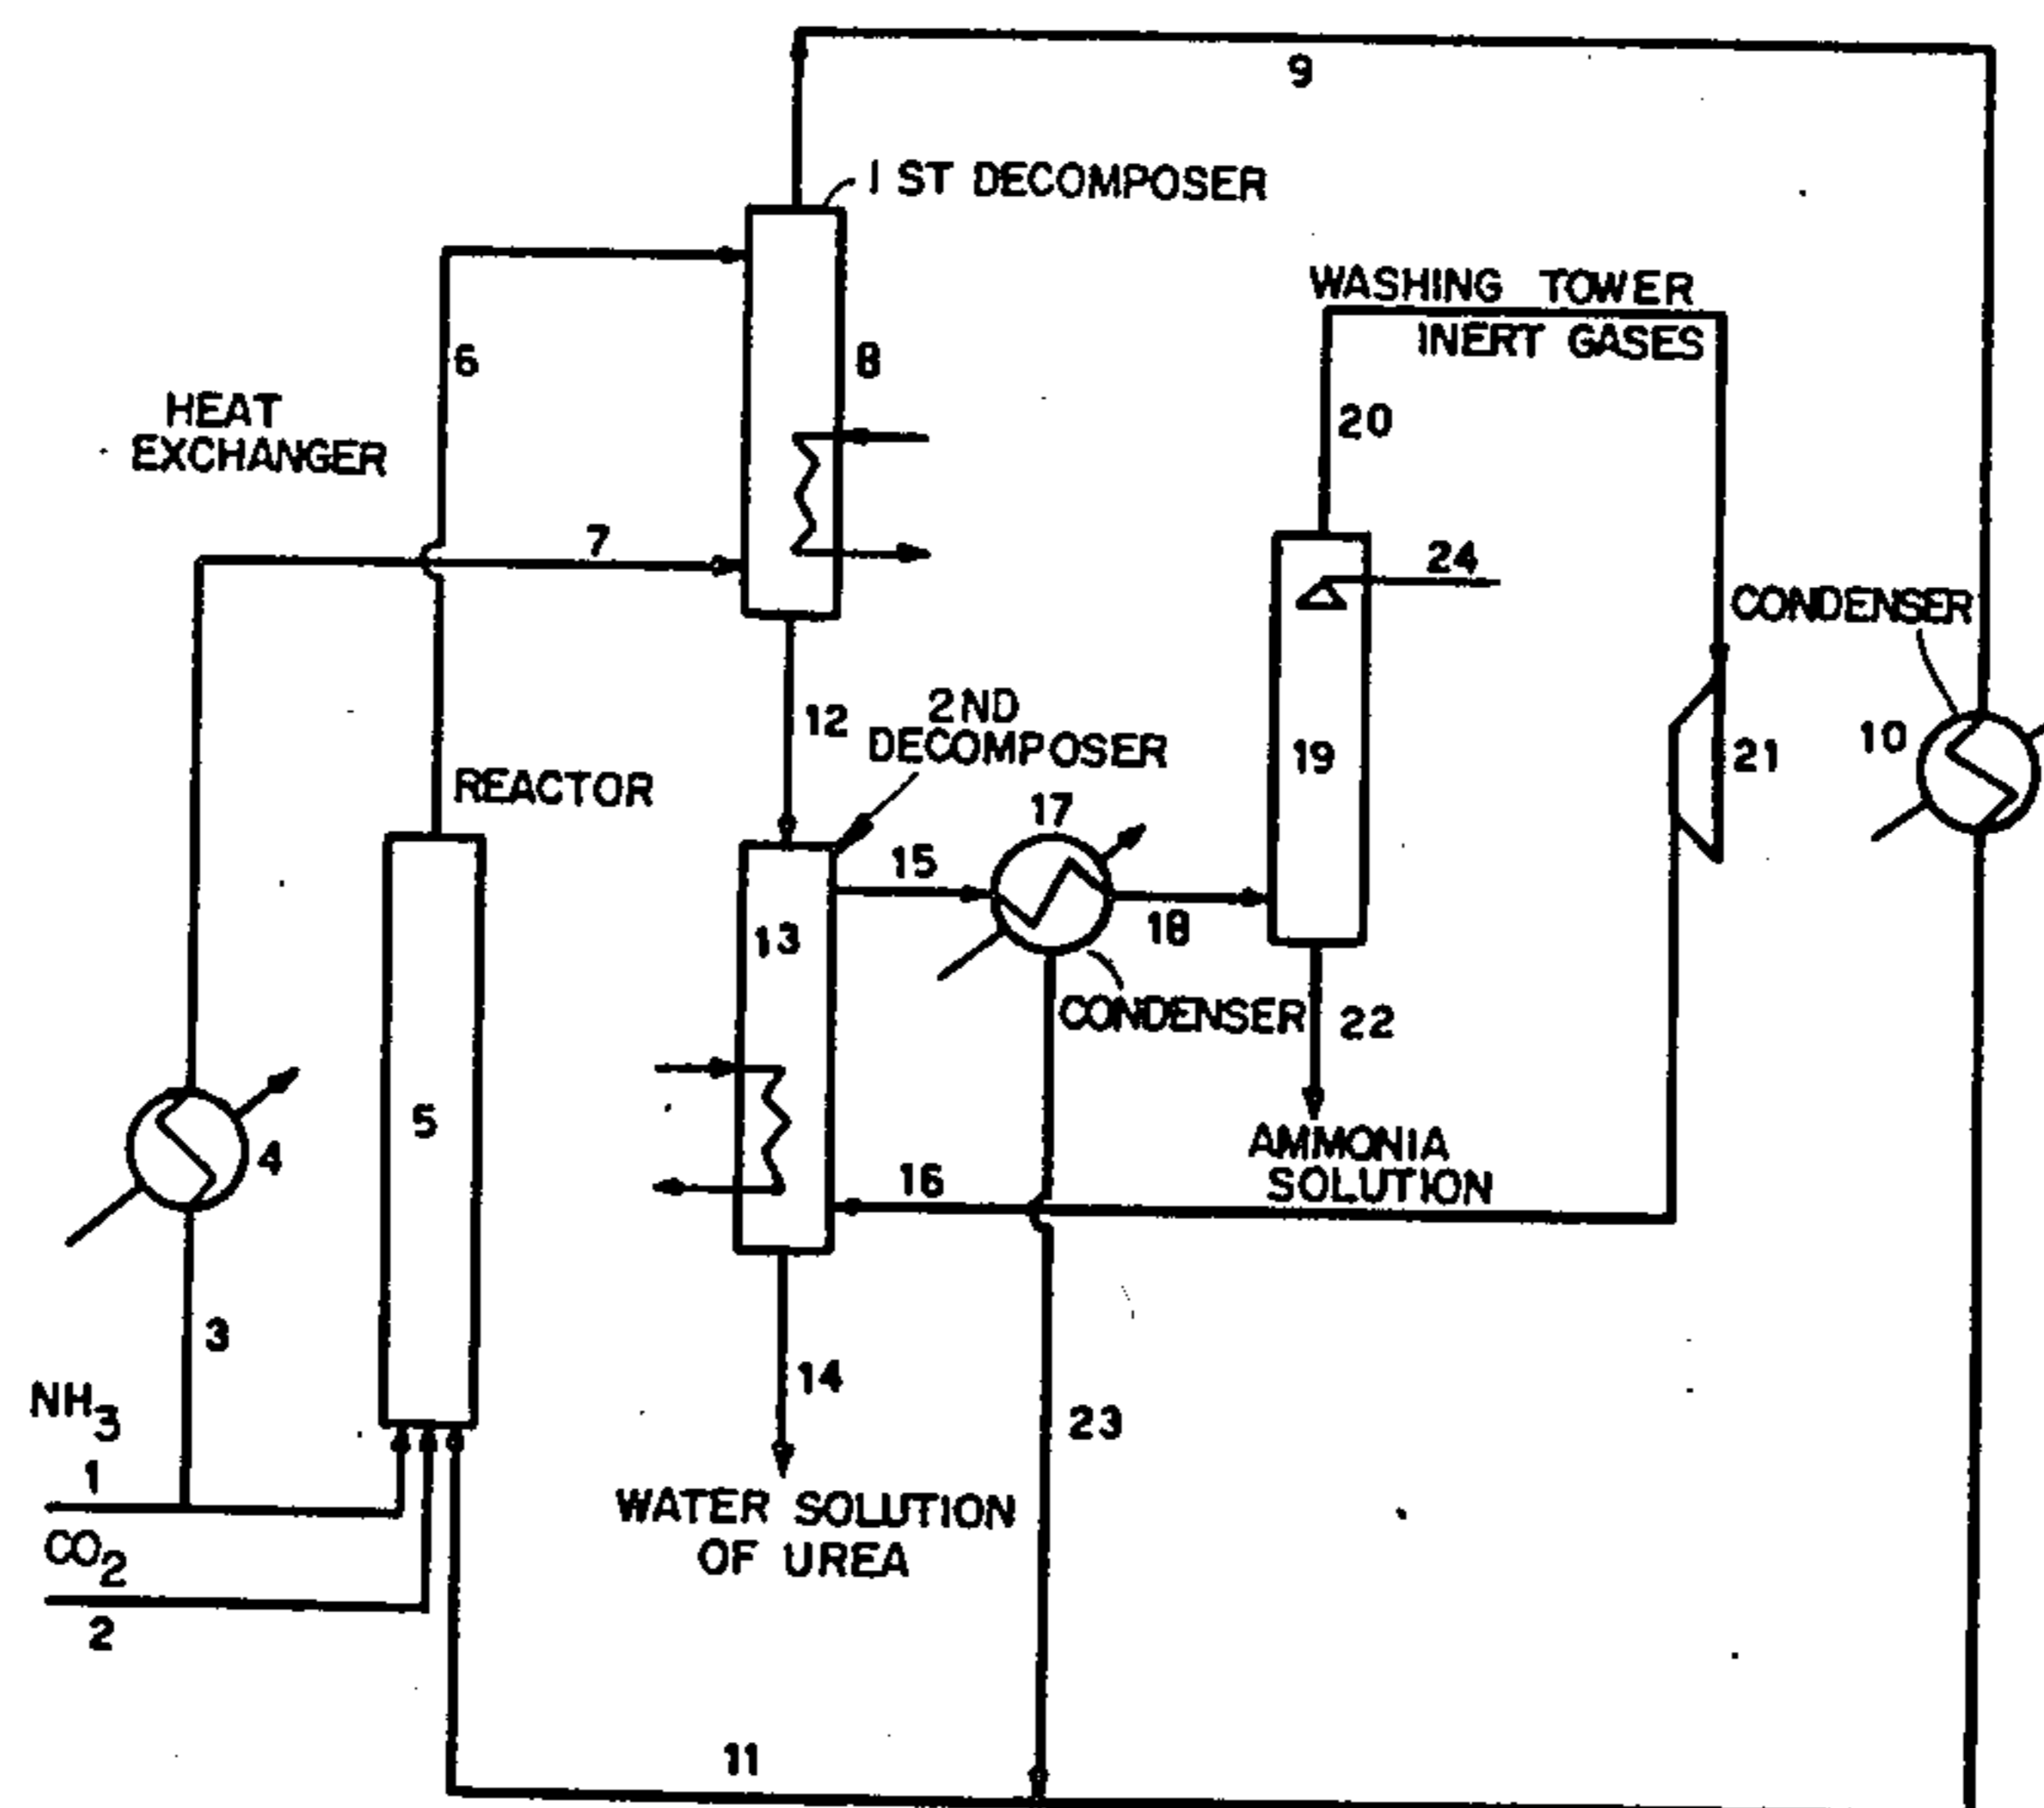 9
1 ST DECOMPOSER
WASHING TOWER
INERT GASES
6
8
HEAT
EXCHANGER
20
7
24
CONDENSER
12
2ND
DECOMPOSER
10
19
21
REACTOR
17
15
13
18
CONDENSER
22
5
4
AMMONIA
SOLUTION
16
3
14
NH3
1
23
WATER SOLUTION
OF UREA
CO2
2
11